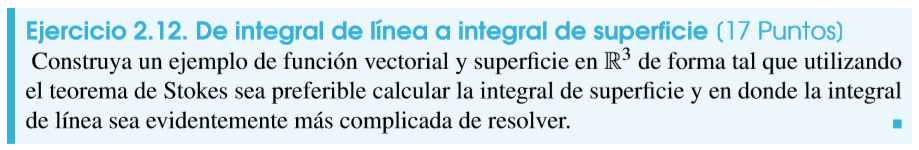 Ejercicio 2.12. De integral de línea a integral de superficie (17 Puntos)
Construya un ejemplo de función vectorial y superficie en ℝ³ de forma tal que utilizando
el teorema de Stokes sea preferible calcular la integral de superficie y en donde la integral
de línea sea evidentemente más complicada de resolver.